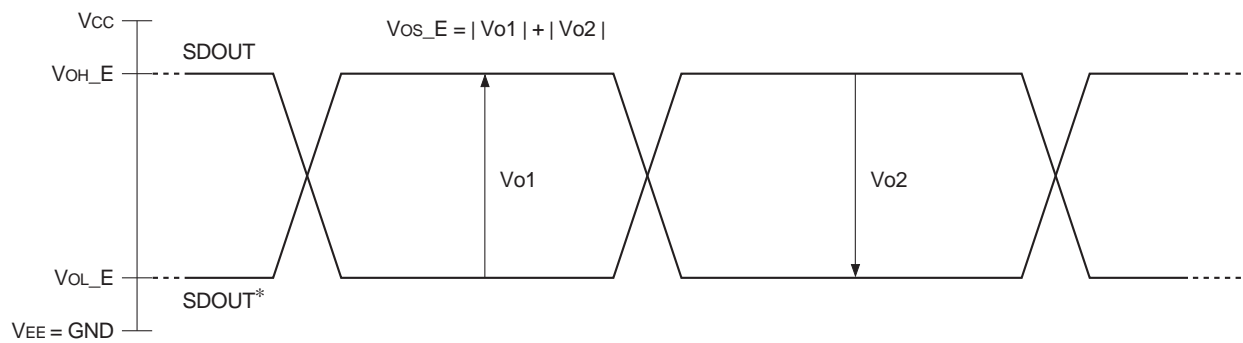 VCC
VOS_E = | Vo1 | + | Vo2 |
SDOUT
VOH_E
Vo1
Vo2
VOL_E
SDOUT*
VEE = GND